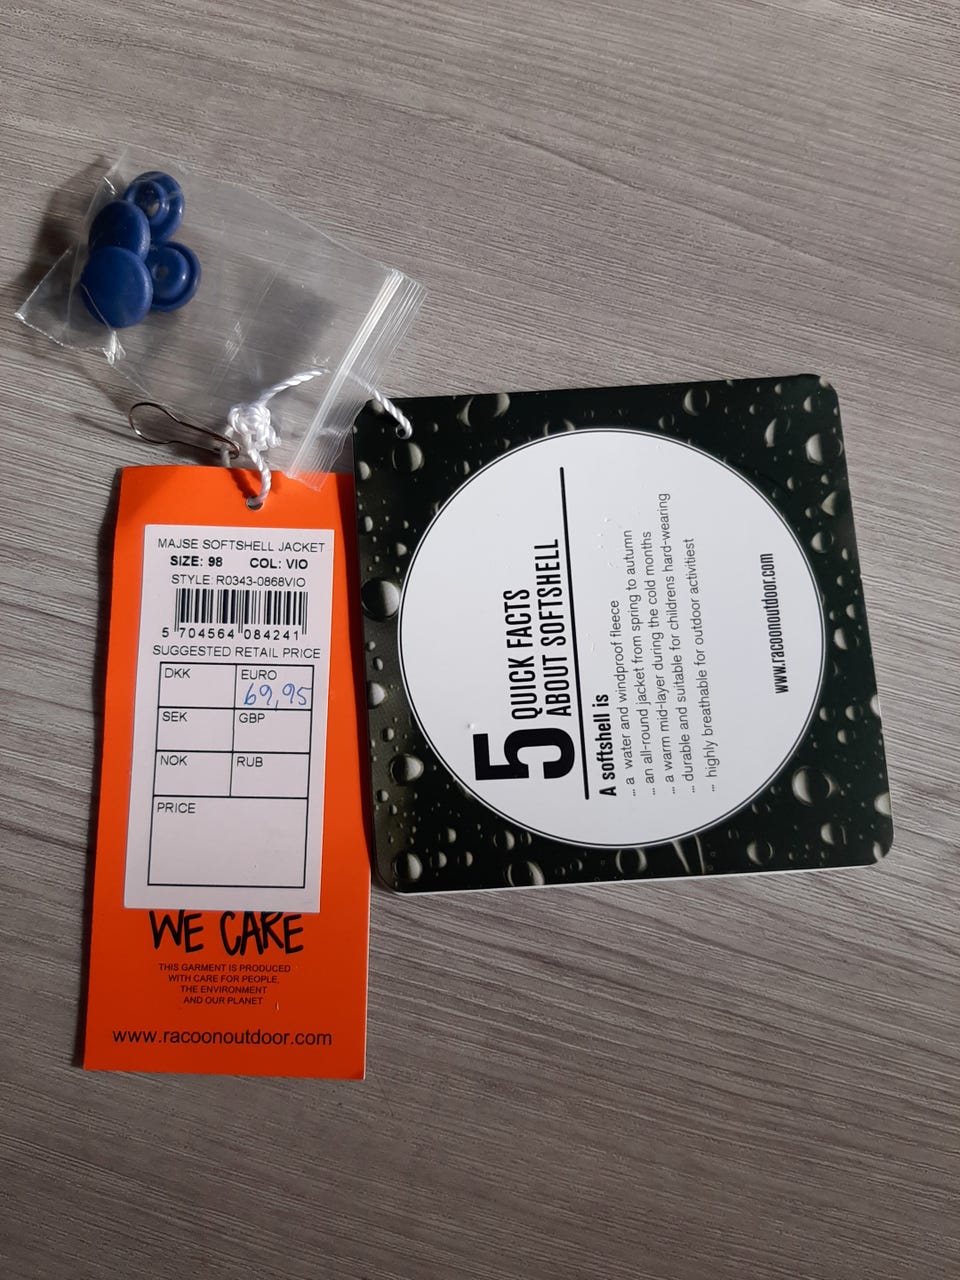 MAJSE SOFTSHELL JACKET
SIZE: 98 COL: VIO
STYLE: R0343-0868VIO
5 704564 084241
SUGGESTED RETAIL PRICE
DKK EURO
69,95
SEK GBP
NOK RUB
PRICE
WE CARE
THIS GARMENT IS PRODUCED
WITH CARE FOR PEOPLE,
THE ENVIRONMENT
AND OUR PLANET
www.racoonoutdoor.com
5 QUICK FACTS
ABOUT SOFTSHELL
A softshell is
... a water and windproof fleece
... an all-round jacket from spring to autumn
... a warm mid-layer during the cold months
... durable and suitable for childrens hard-wearing
... highly breathable for outdoor activitiest
www.racoonoutdoor.com